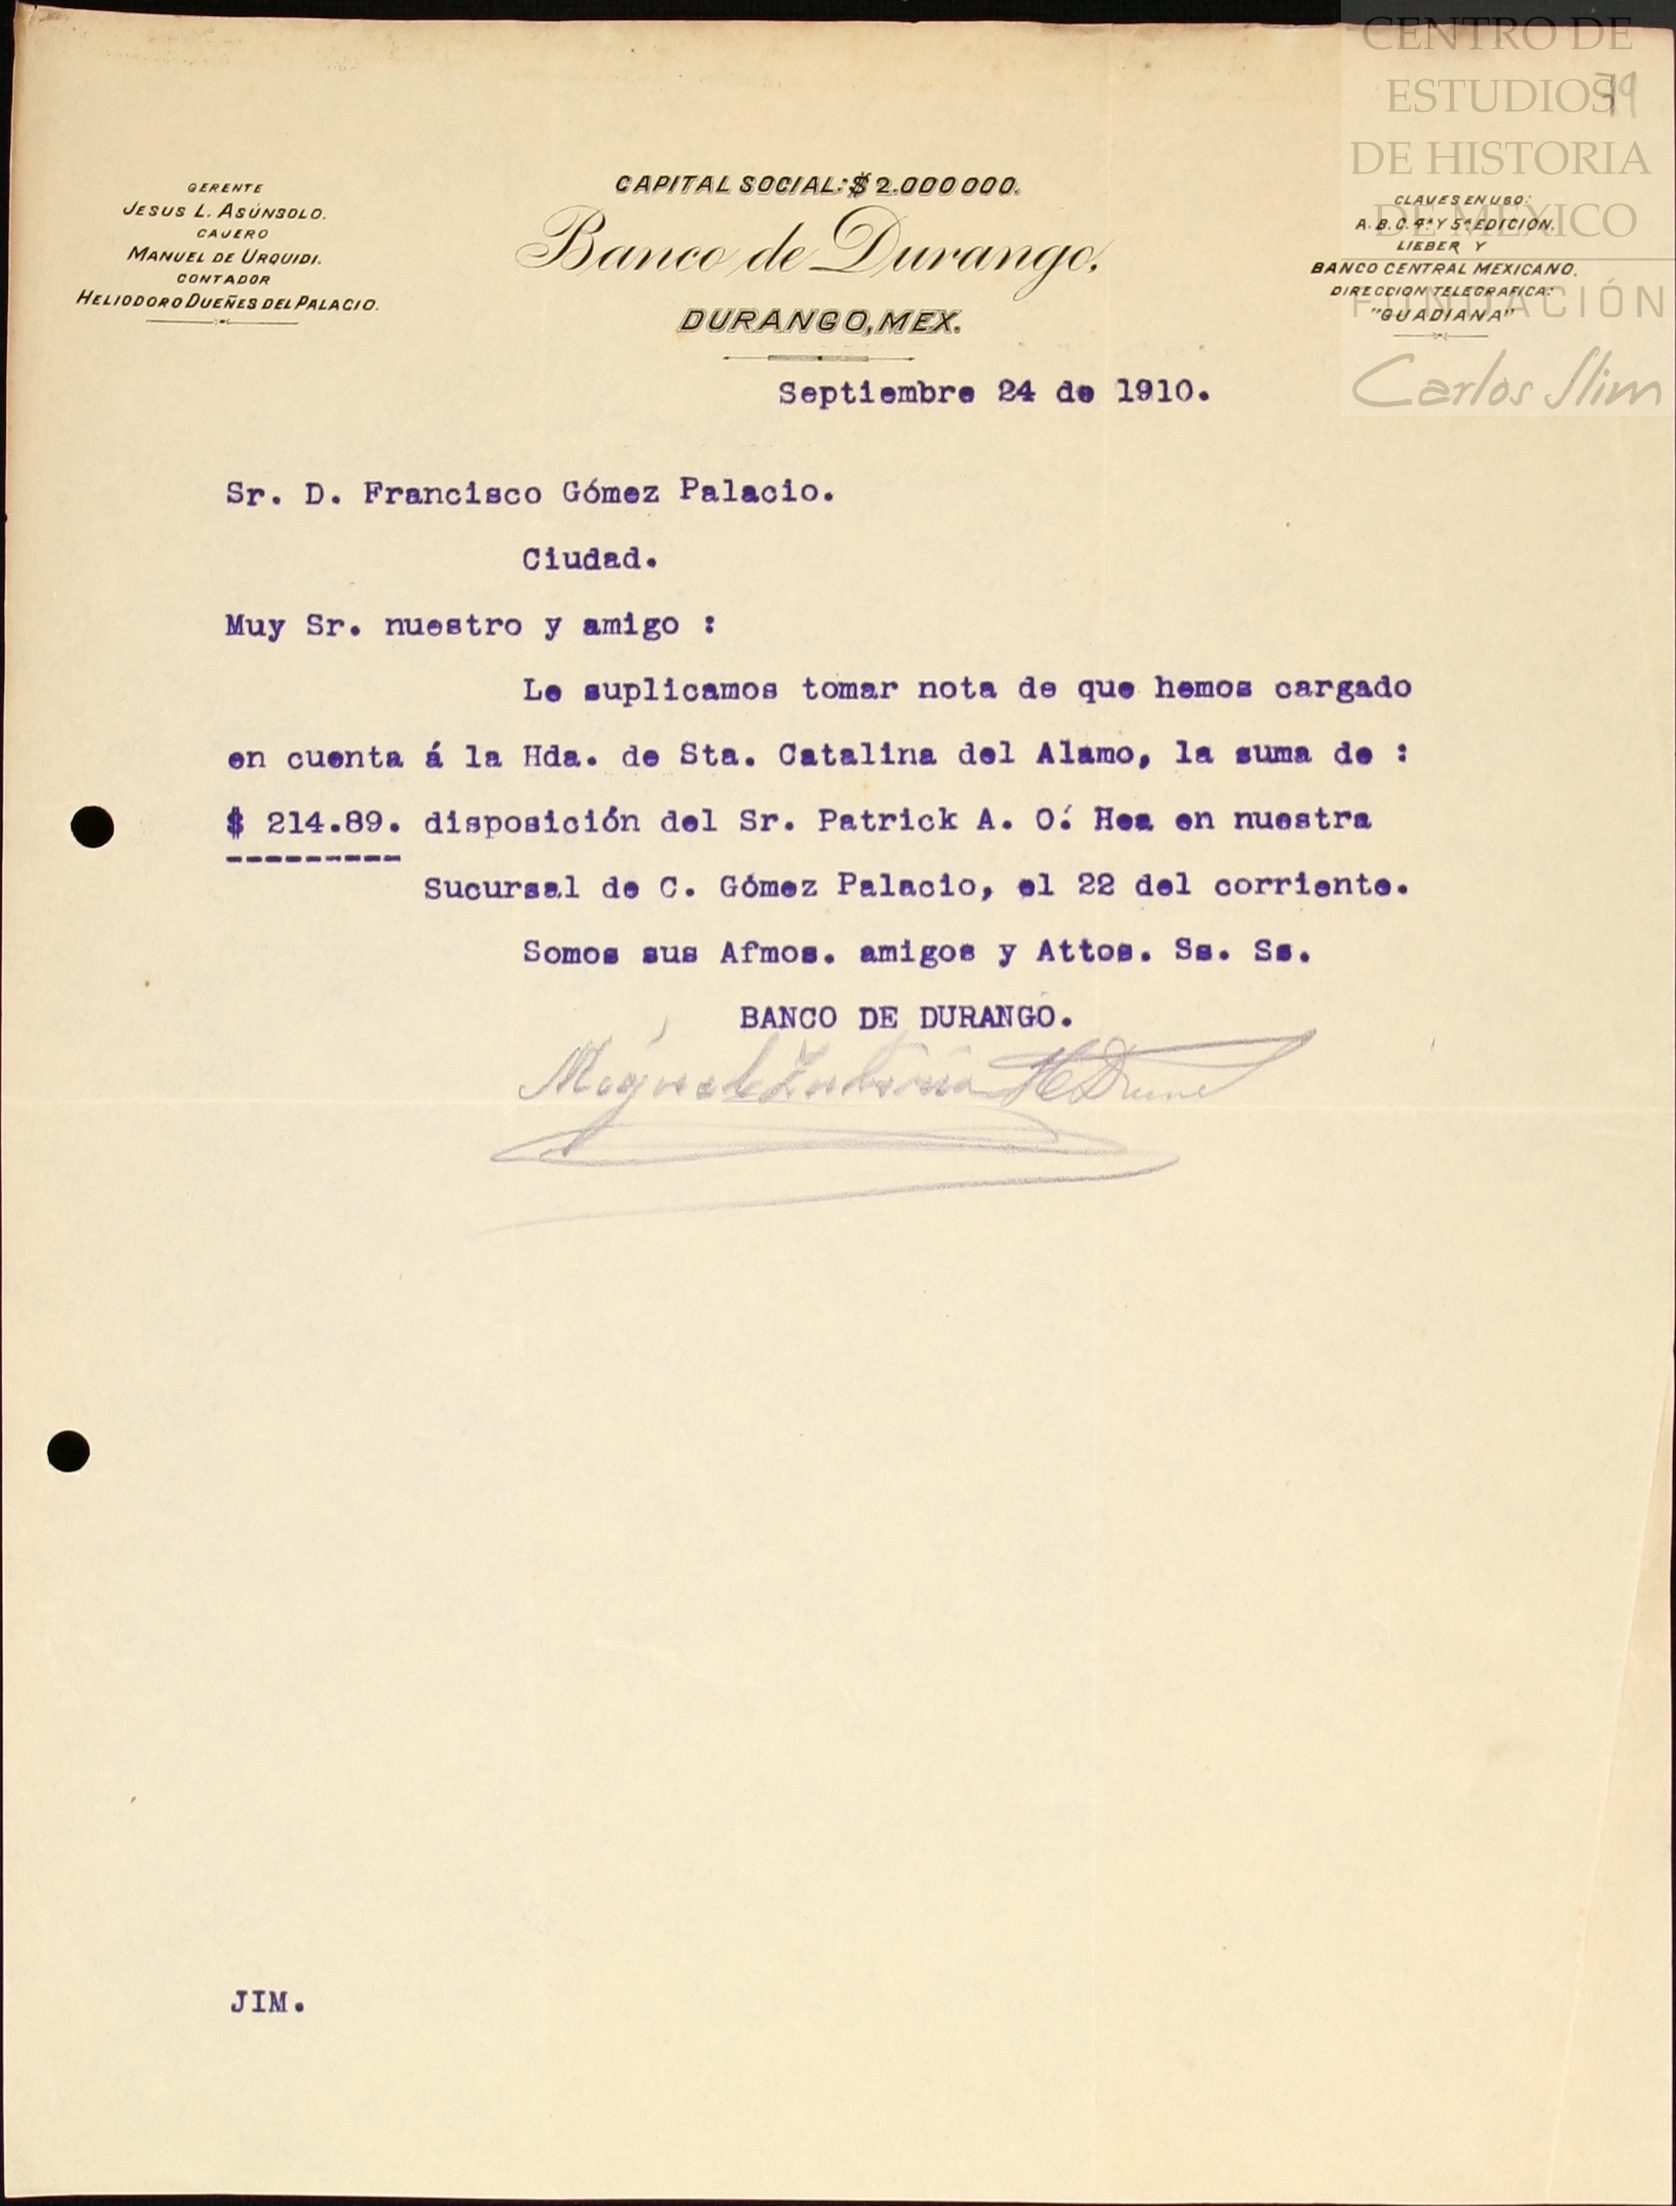 CENTRO DE
ESTUDIOS
DE HISTORIA
DE MÉXICO
FUNDACIÓN
Carlos Slim
79
GERENTE
JESUS L. ASÚNSOLO.
CAJERO
MANUEL DE URQUIDI.
CONTADOR
HELIODORO DUEÑES DEL PALACIO.
CAPITAL SOCIAL: $ 2.000000.
Banco de Durango.
DURANGO, MEX.
CLAVES EN USO:
A.B.C. 4ª Y 5ª EDICION.
LIEBER Y
BANCO CENTRAL MEXICANO.
DIRECCION TELEGRAFICA:
"GUADIANA"
Septiembre 24 de 1910.
Sr. D. Francisco Gómez Palacio.
Ciudad.
Muy Sr. nuestro y amigo :
Le suplicamos tomar nota de que hemos cargado
en cuenta á la Hda. de Sta. Catalina del Alamo, la suma de :
$ 214.89. disposición del Sr. Patrick A. O.́ Hea en nuestra
Sucursal de C. Gómez Palacio, el 22 del corriente.
Somos sus Afmos. amigos y Attos. Ss. Ss.
BANCO DE DURANGO.
Miguel
JIM.